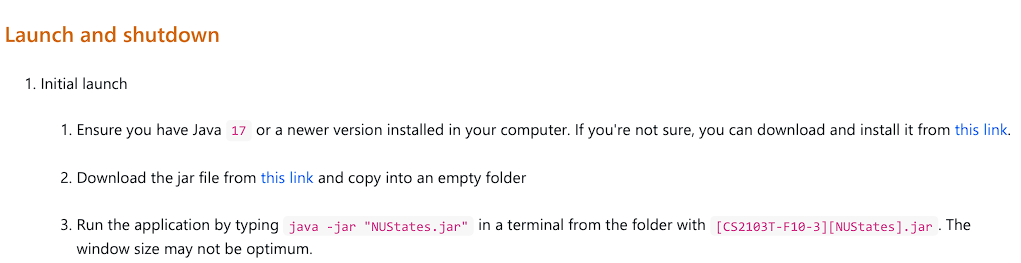 Launch and shutdown
1. Initial launch
1. Ensure you have Java 17 or a newer version installed in your computer. If you're not sure, you can download and install it from this link.
2. Download the jar file from this link and copy into an empty folder
3. Run the application by typing java -jar "NUStates.jar" in a terminal from the folder with [CS2103T-F10-3][NUStates].jar . The
window size may not be optimum.